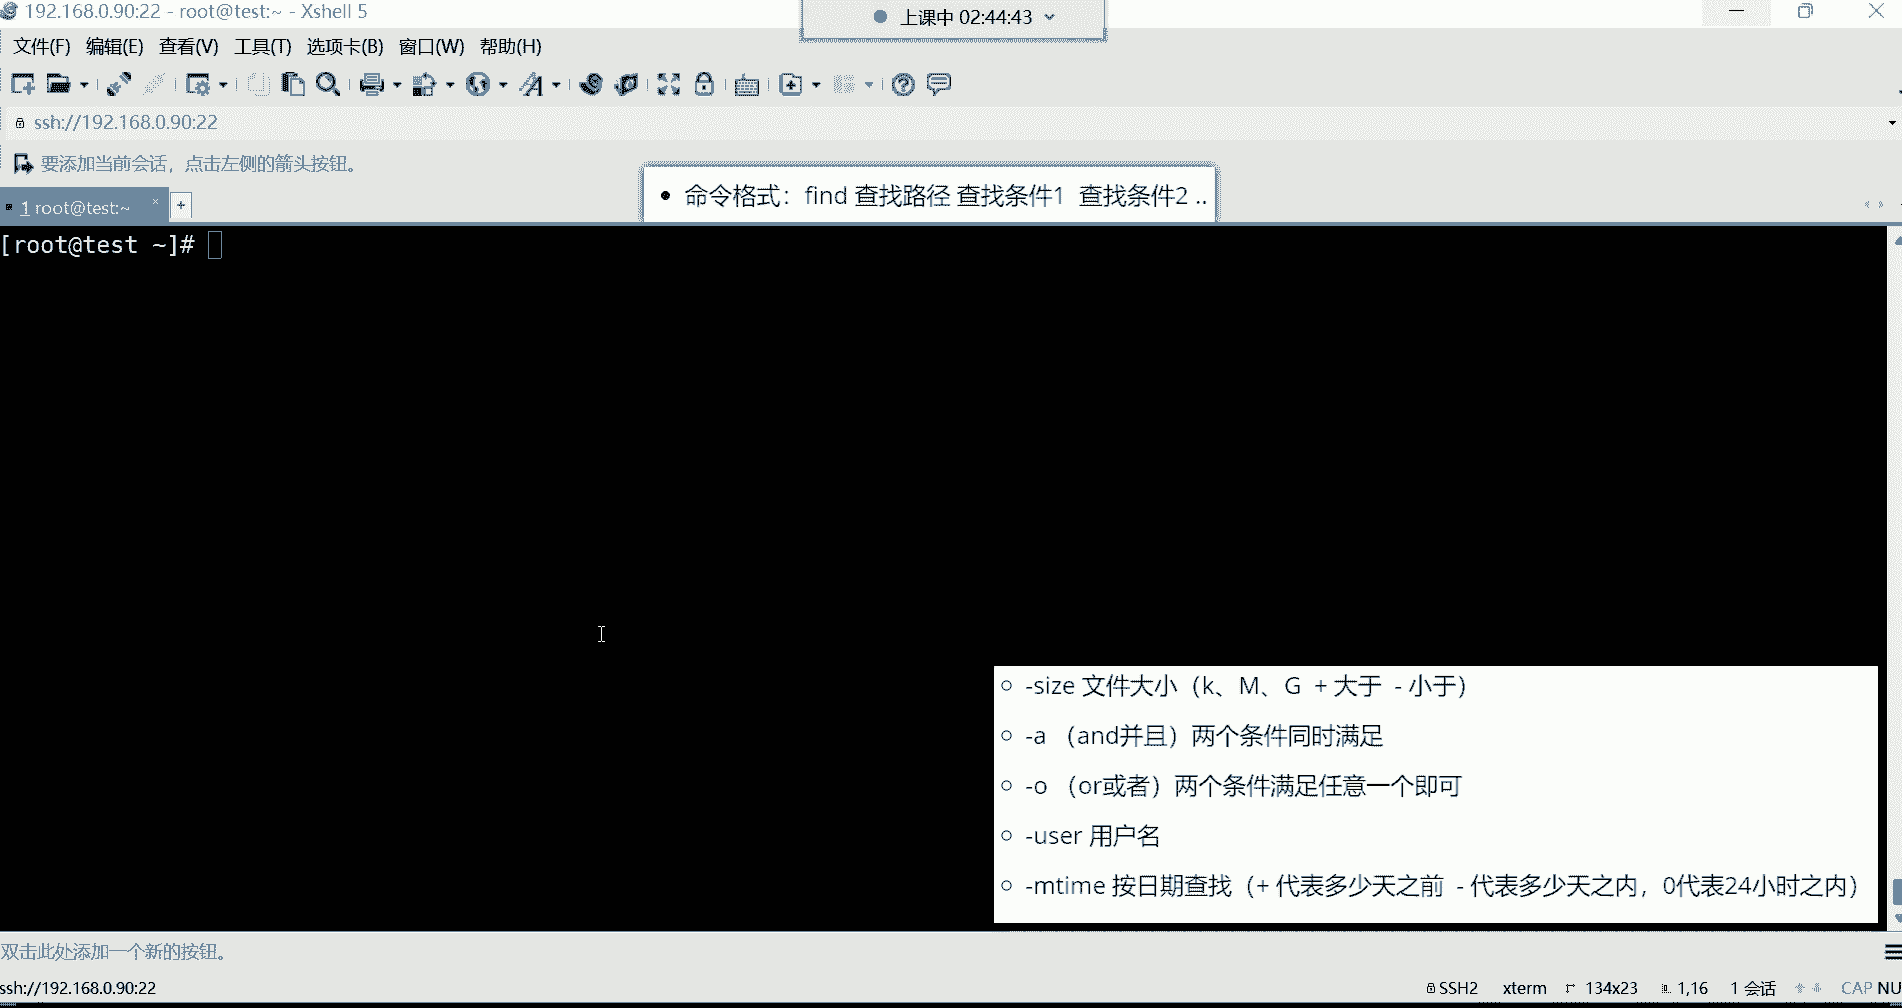 192.168.0.90:22 - root@test:~ - Xshell 5
上课中 02:44:43
文件(F) 编辑(E) 查看(V) 工具(T) 选项卡(B) 窗口(W) 帮助(H)
ssh://192.168.0.90:22
要添加当前会话，点击左侧的箭头按钮。
• 命令格式：find 查找路径 查找条件1 查找条件2 ..
1 root@test:~ × +
[root@test ~]#
○ -size 文件大小（k、M、G + 大于 - 小于）
○ -a （and并且）两个条件同时满足
○ -o （or或者）两个条件满足任意一个即可
○ -user 用户名
○ -mtime 按日期查找（+ 代表多少天之前 - 代表多少天之内，0代表24小时之内）
双击此处添加一个新的按钮。
ssh://192.168.0.90:22 SSH2 xterm 134x23 1,16 1 会话 CAP NU